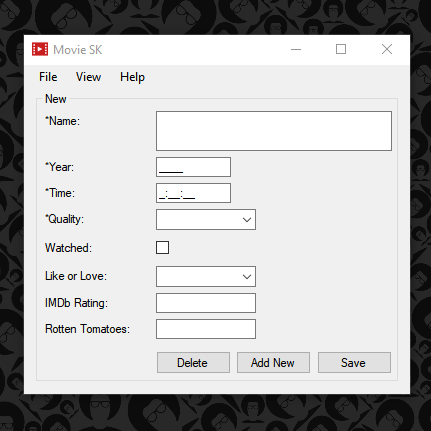 Movie SK
File View Help
New
*Name:
*Year: ____
*Time: _:__:__
*Quality:
Watched:
Like or Love:
IMDb Rating:
Rotten Tomatoes:
Delete Add New Save